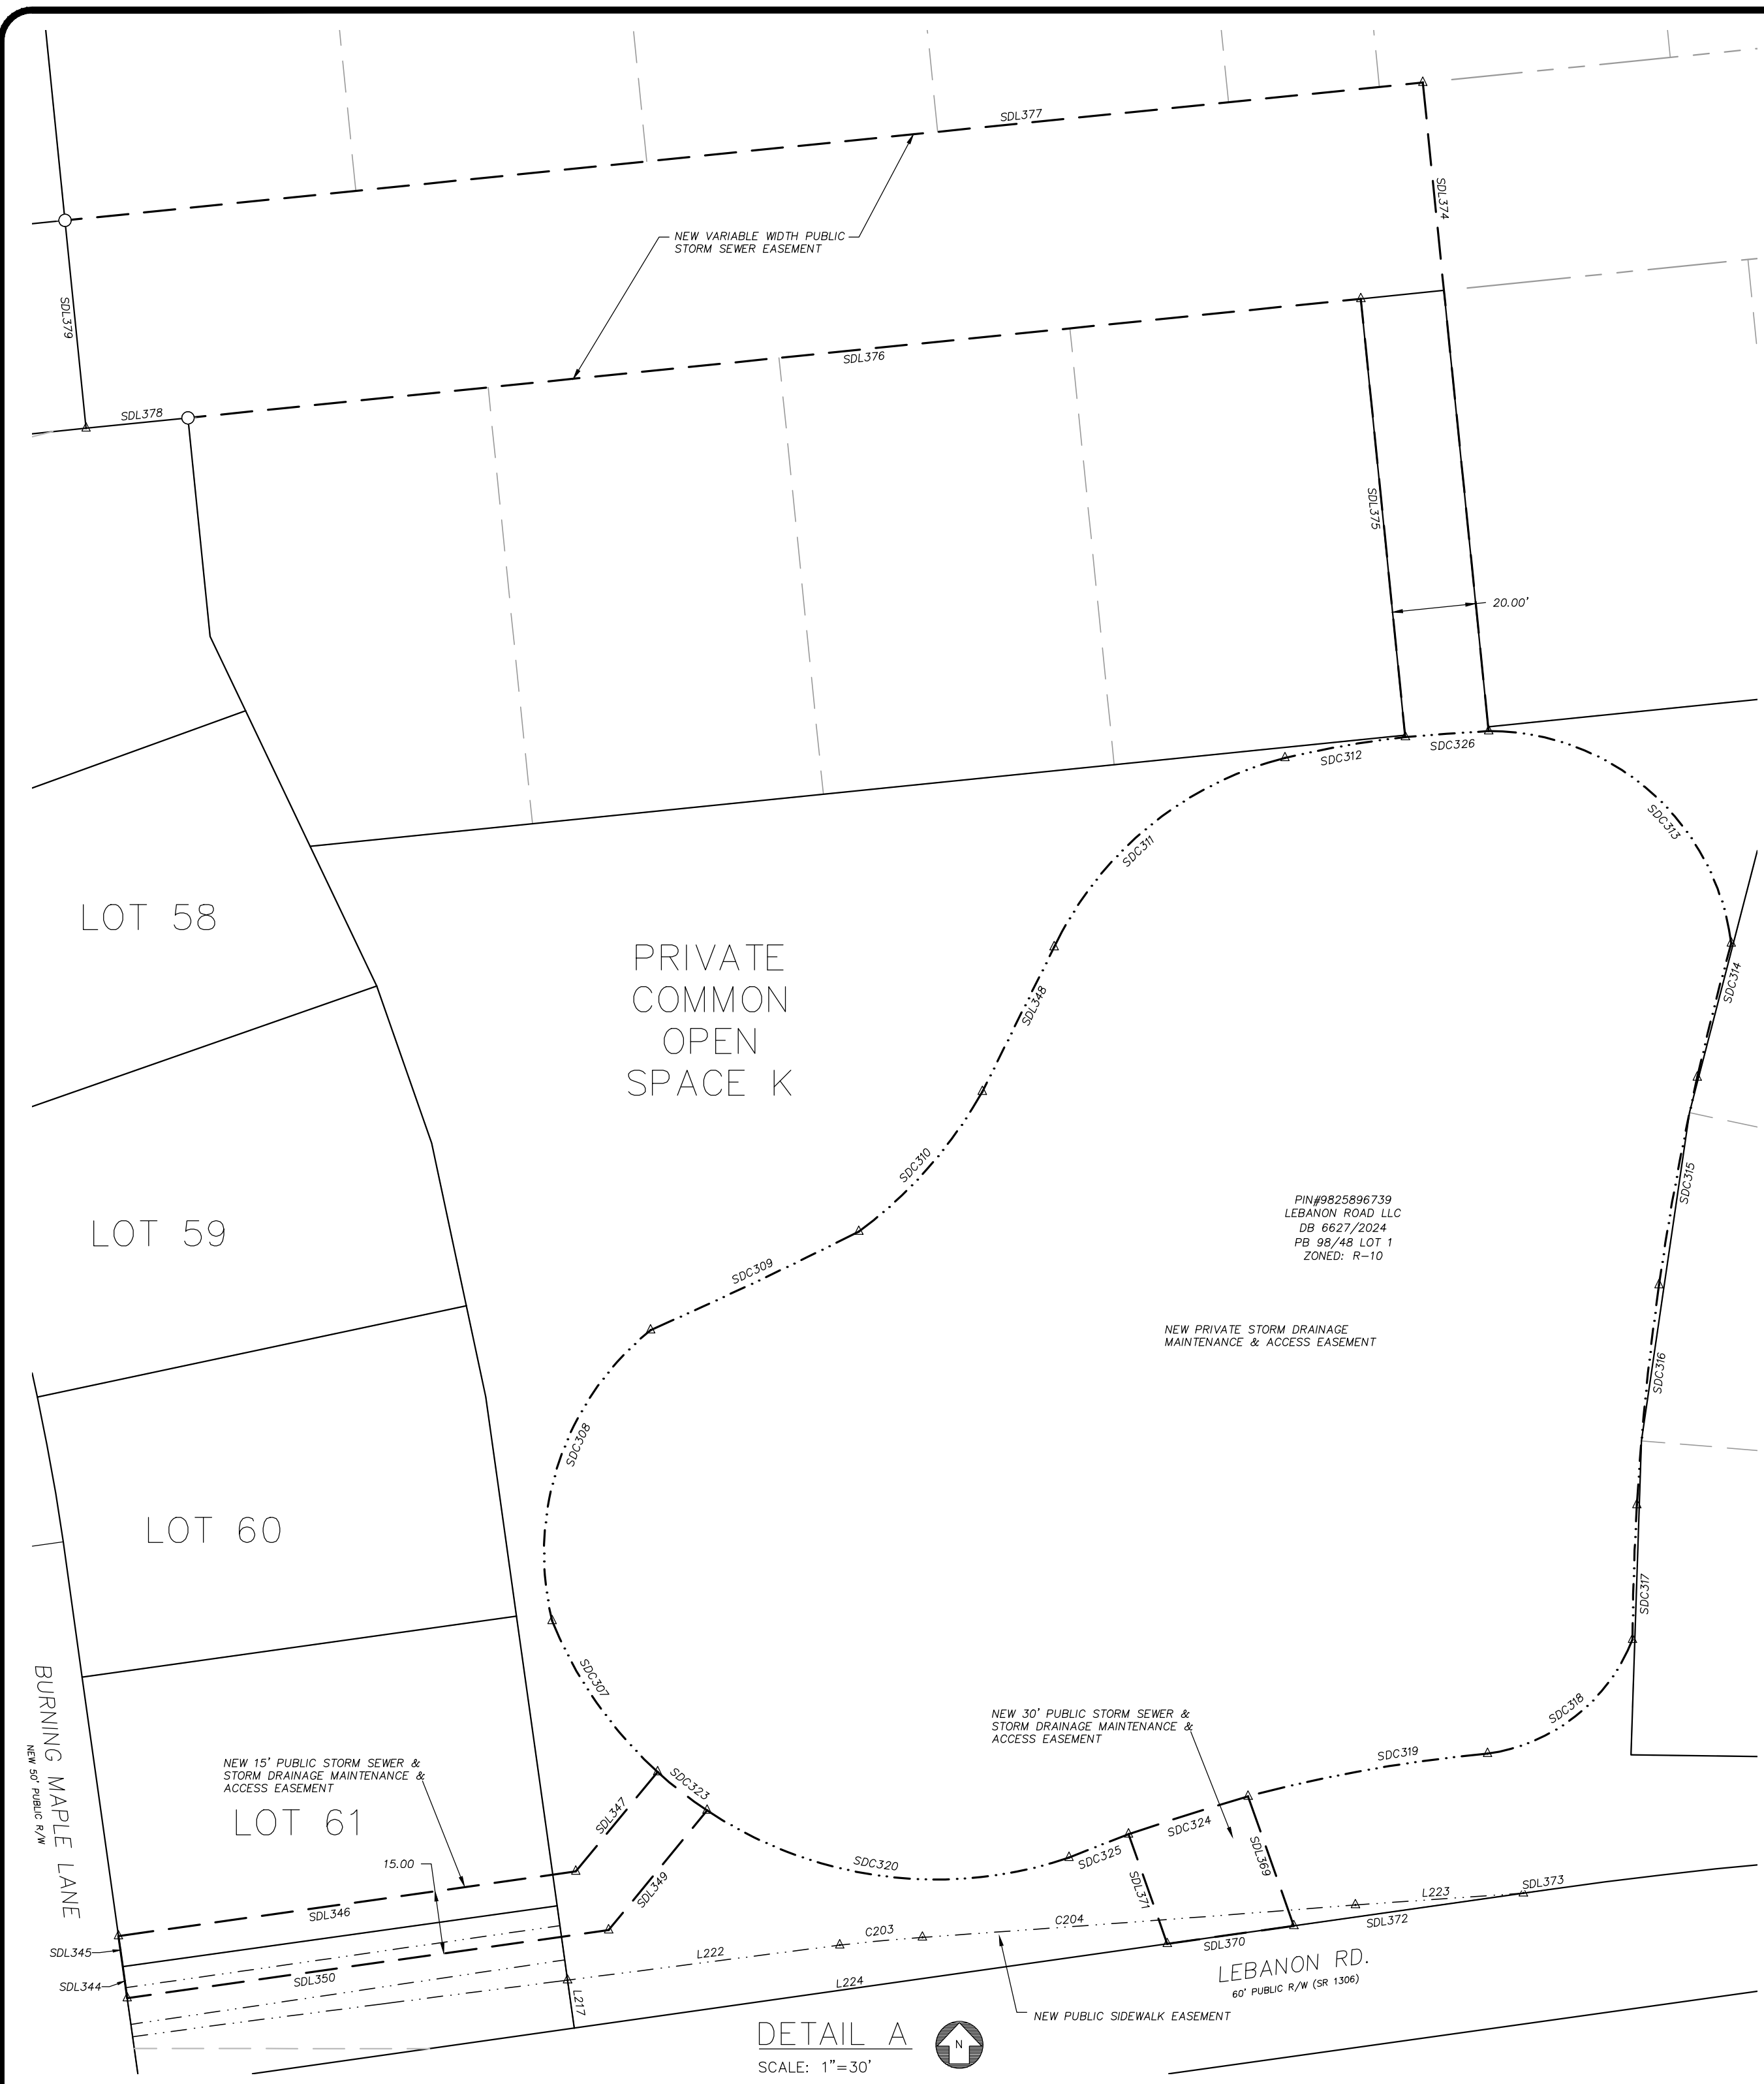 SDL377
SDL374
NEW VARIABLE WIDTH PUBLIC
STORM SEWER EASEMENT
SDL379
SDL376
SDL378
SDL375
20.00'
SDC312
SDC326
SDC313
SDC311
LOT 58
PRIVATE
COMMON
OPEN
SPACE K
SDL348
SDC314
SDC310
SDC315
PIN#9825896739
LEBANON ROAD LLC
DB 6627/2024
PB 98/48 LOT 1
ZONED: R-10
LOT 59
SDC309
NEW PRIVATE STORM DRAINAGE
MAINTENANCE & ACCESS EASEMENT
SDC316
SDC308
LOT 60
SDC317
SDC307
BURNING MAPLE LANE
NEW 50' PUBLIC R/W
NEW 30' PUBLIC STORM SEWER &
STORM DRAINAGE MAINTENANCE &
ACCESS EASEMENT
SDC318
SDC319
NEW 15' PUBLIC STORM SEWER &
STORM DRAINAGE MAINTENANCE &
ACCESS EASEMENT
SDC323
LOT 61
SDL347
SDC324
SDC325
SDC320
15.00
SDL369
SDL371
SDL349
SDL373
L223
SDL346
C204
C203
SDL372
SDL370
SDL345
L222
SDL344
SDL350
L224
LEBANON RD.
60' PUBLIC R/W (SR 1306)
L217
NEW PUBLIC SIDEWALK EASEMENT
DETAIL A
N
SCALE: 1"=30'